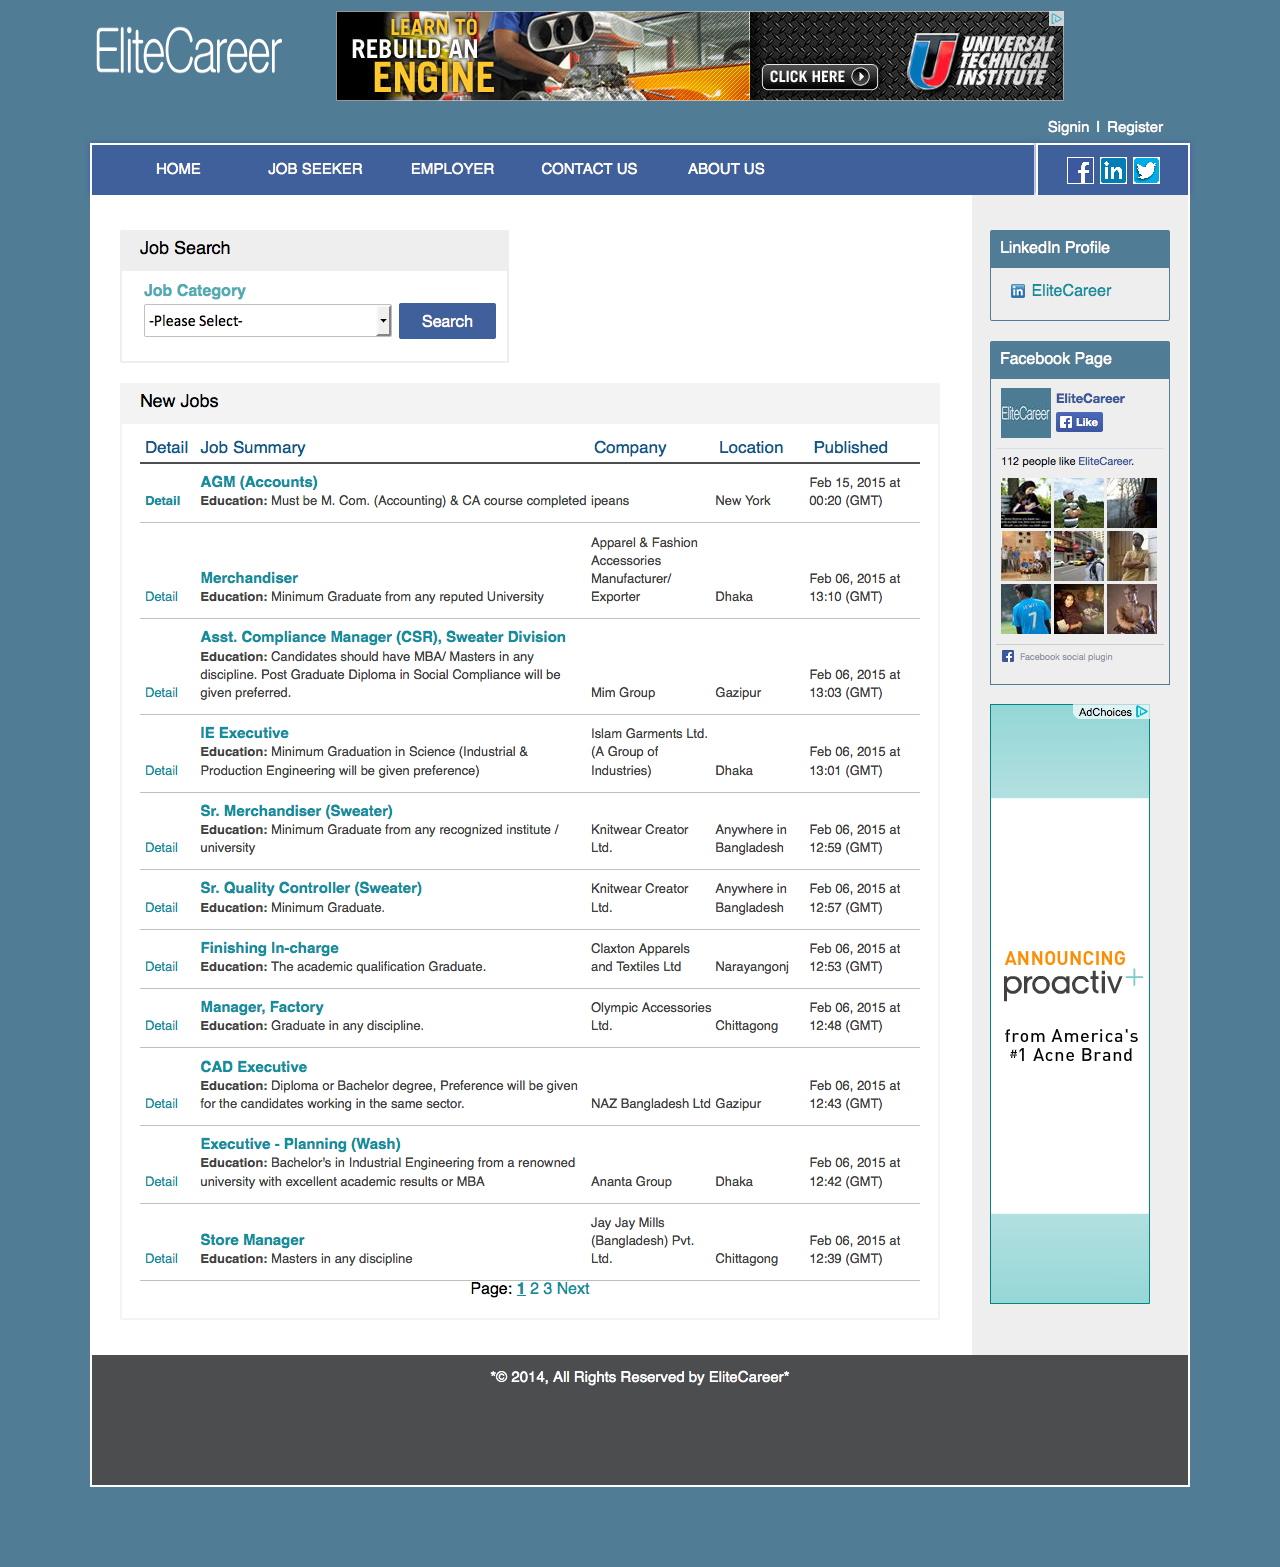 EliteCareer
LEARN TO
REBUILD AN
ENGINE
CLICK HERE
UNIVERSAL
TECHNICAL
INSTITUTE
Signin | Register
HOME JOB SEEKER EMPLOYER CONTACT US ABOUT US
Job Search
Job Category
-Please Select- Search
New Jobs
Detail Job Summary Company Location Published
AGM (Accounts) Feb 15, 2015 at
Detail Education: Must be M. Com. (Accounting) & CA course completed ipeans New York 00:20 (GMT)
Apparel & Fashion
Accessories
Merchandiser Manufacturer/ Feb 06, 2015 at
Detail Education: Minimum Graduate from any reputed University Exporter Dhaka 13:10 (GMT)
Asst. Compliance Manager (CSR), Sweater Division
Education: Candidates should have MBA/ Masters in any
discipline. Post Graduate Diploma in Social Compliance will be Feb 06, 2015 at
Detail given preferred. Mim Group Gazipur 13:03 (GMT)
IE Executive Islam Garments Ltd.
Education: Minimum Graduation in Science (Industrial & (A Group of Feb 06, 2015 at
Detail Production Engineering will be given preference) Industries) Dhaka 13:01 (GMT)
Sr. Merchandiser (Sweater)
Education: Minimum Graduate from any recognized institute / Knitwear Creator Anywhere in Feb 06, 2015 at
Detail university Ltd. Bangladesh 12:59 (GMT)
Sr. Quality Controller (Sweater) Knitwear Creator Anywhere in Feb 06, 2015 at
Detail Education: Minimum Graduate. Ltd. Bangladesh 12:57 (GMT)
Finishing In-charge Claxton Apparels Feb 06, 2015 at
Detail Education: The academic qualification Graduate. and Textiles Ltd Narayangonj 12:53 (GMT)
Manager, Factory Olympic Accessories Feb 06, 2015 at
Detail Education: Graduate in any discipline. Ltd. Chittagong 12:48 (GMT)
CAD Executive
Education: Diploma or Bachelor degree, Preference will be given Feb 06, 2015 at
Detail for the candidates working in the same sector. NAZ Bangladesh Ltd Gazipur 12:43 (GMT)
Executive - Planning (Wash)
Education: Bachelor's in Industrial Engineering from a renowned Feb 06, 2015 at
Detail university with excellent academic results or MBA Ananta Group Dhaka 12:42 (GMT)
Jay Jay Mills
Store Manager (Bangladesh) Pvt. Feb 06, 2015 at
Detail Education: Masters in any discipline Ltd. Chittagong 12:39 (GMT)
Page: 1 2 3 Next
LinkedIn Profile
EliteCareer
Facebook Page
EliteCareer
EliteCareer
Like
112 people like EliteCareer.
Facebook social plugin
AdChoices
ANNOUNCING
proactiv+
from America's
#1 Acne Brand
*© 2014, All Rights Reserved by EliteCareer*